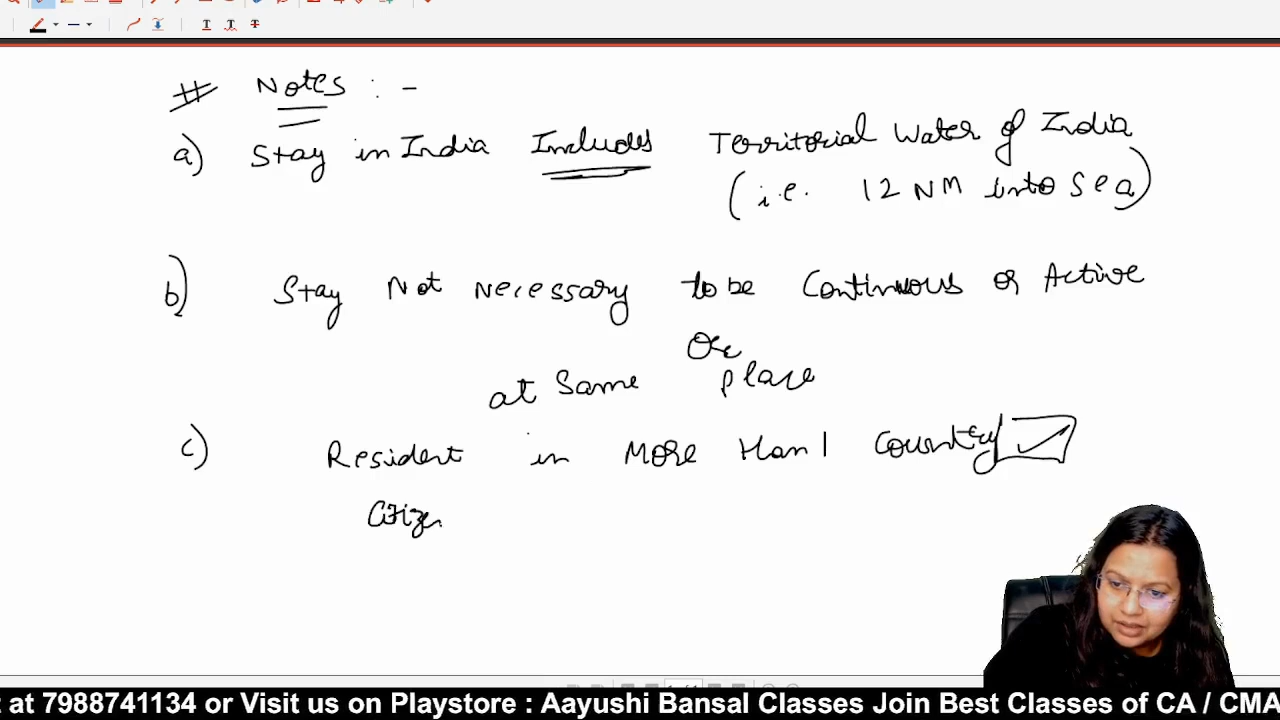 # Notes : -
a) Stay in India Includes Territorial Water of India
(i.e. 12 NM into Sea)
b) Stay Not Necessary to be Continuous or Active
Or
at Same place
c) Resident in More than 1 Country
Citizen
t at 7988741134 or Visit us on Playstore : Aayushi Bansal Classes Join Best Classes of CA / CMA